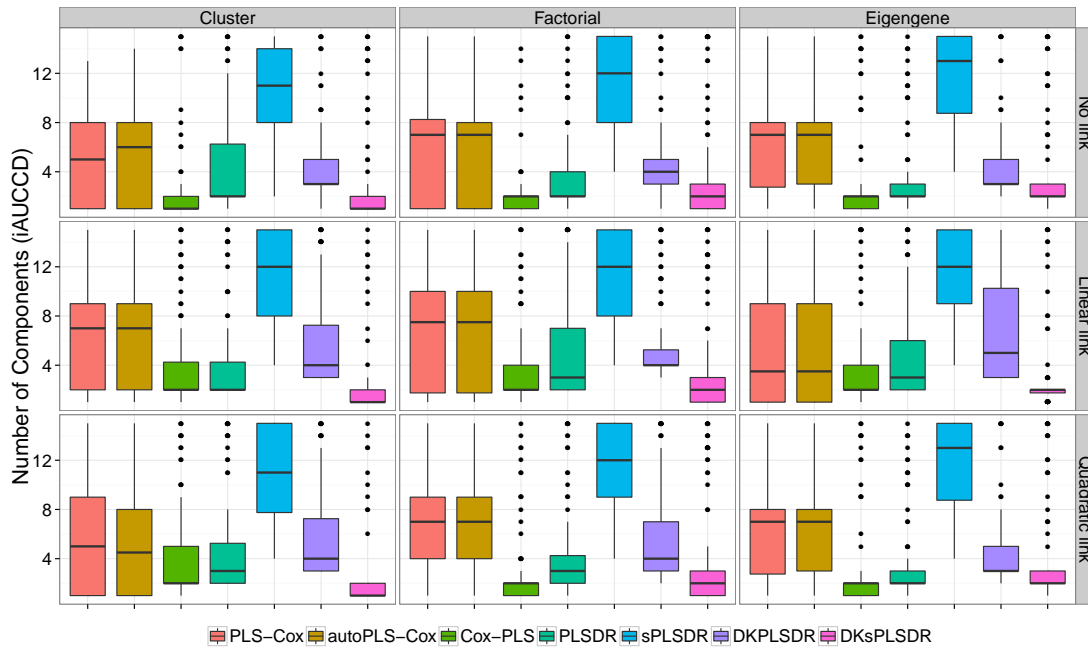 Cluster Factorial Eigengene
Number of Components (iAUCCD)
12
8
4
No link
12
8
4
Linear link
12
8
4
Quadratic link
PLS−Cox autoPLS−Cox Cox−PLS PLSDR sPLSDR DKPLSDR DKsPLSDR